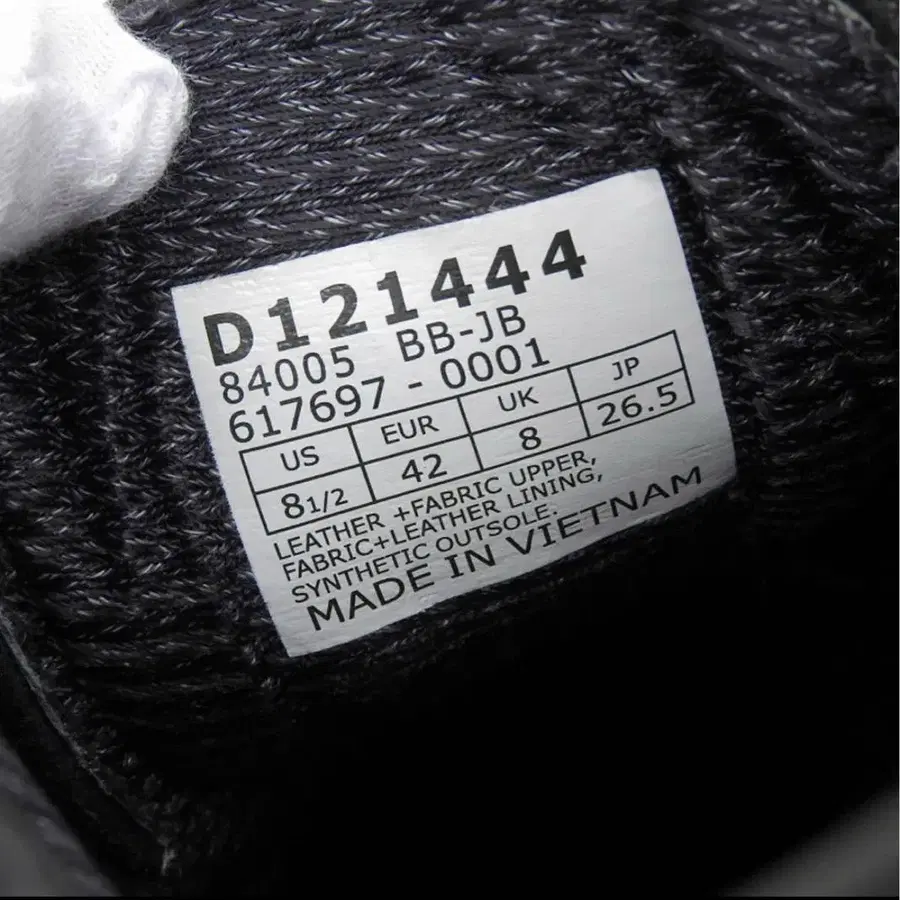 D121444
84005 BB-JB
617697-0001
US EUR UK JP
8 1/2 42 8 26.5
LEATHER +FABRIC UPPER,
FABRIC+LEATHER LINING,
SYNTHETIC OUTSOLE.
MADE IN VIETNAM